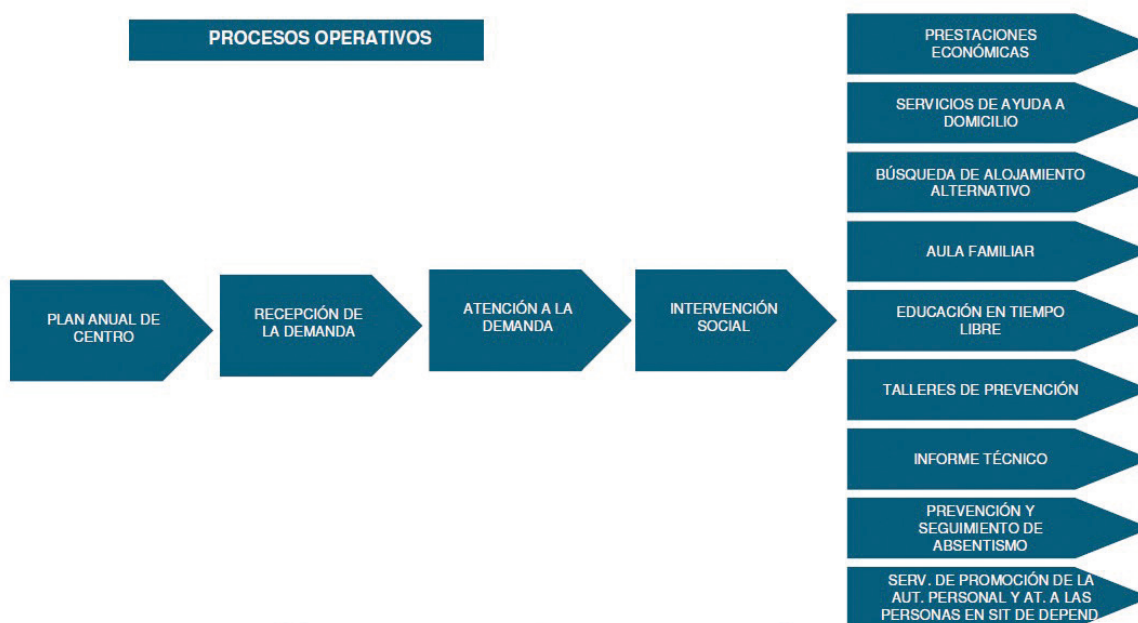 PROCESOS OPERATIVOS
PLAN ANUAL DE
CENTRO
RECEPCIÓN DE
LA DEMANDA
ATENCIÓN A LA
DEMANDA
INTERVENCIÓN
SOCIAL
PRESTACIONES
ECONÓMICAS
SERVICIOS DE AYUDA A
DOMICILIO
BÚSQUEDA DE ALOJAMIENTO
ALTERNATIVO
AULA FAMILIAR
EDUCACIÓN EN TIEMPO
LIBRE
TALLERES DE PREVENCIÓN
INFORME TÉCNICO
PREVENCIÓN Y
SEGUIMIENTO DE
ABSENTISMO
SERV. DE PROMOCIÓN DE LA
AUT. PERSONAL Y AT. A LAS
PERSONAS EN SIT DE DEPEND.